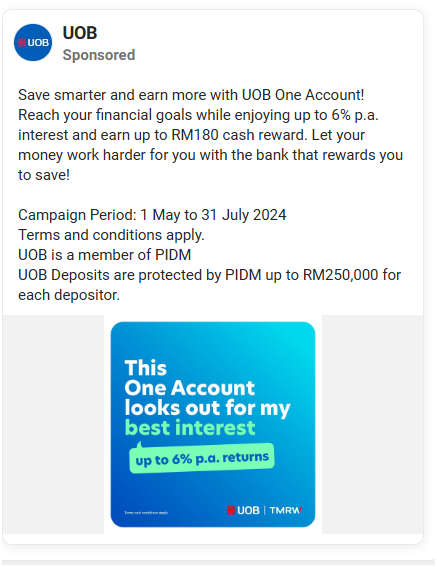 UOB
UOB
Sponsored
Save smarter and earn more with UOB One Account!
Reach your financial goals while enjoying up to 6% p.a.
interest and earn up to RM180 cash reward. Let your
money work harder for you with the bank that rewards you
to save!
Campaign Period: 1 May to 31 July 2024
Terms and conditions apply.
UOB is a member of PIDM
UOB Deposits are protected by PIDM up to RM250,000 for
each depositor.
This
One Account
looks out for my
best interest
up to 6% p.a. returns
Terms and conditions apply.
UOB | TMRW